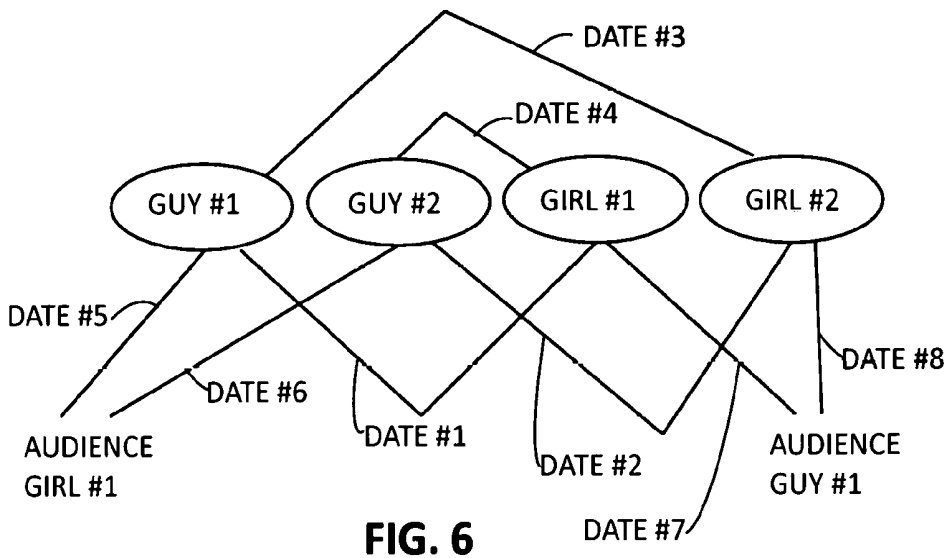 DATE #3
DATE #4
GUY #1
GUY #2
GIRL #1
GIRL #2
DATE #5
DATE #8
DATE #6
DATE #1
AUDIENCE
GIRL #1
DATE #2
AUDIENCE
GUY #1
DATE #7
FIG. 6